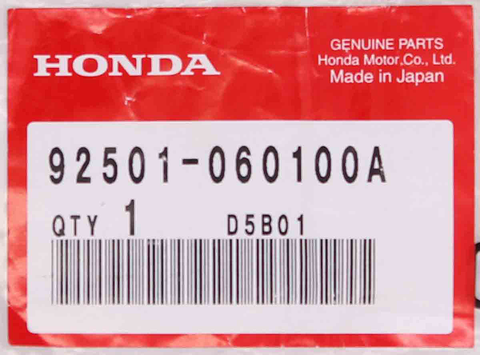 HONDA
GENUINE PARTS
Honda Motor,Co., Ltd.
Made in Japan
92501-060100A
QTY 1 D5B01